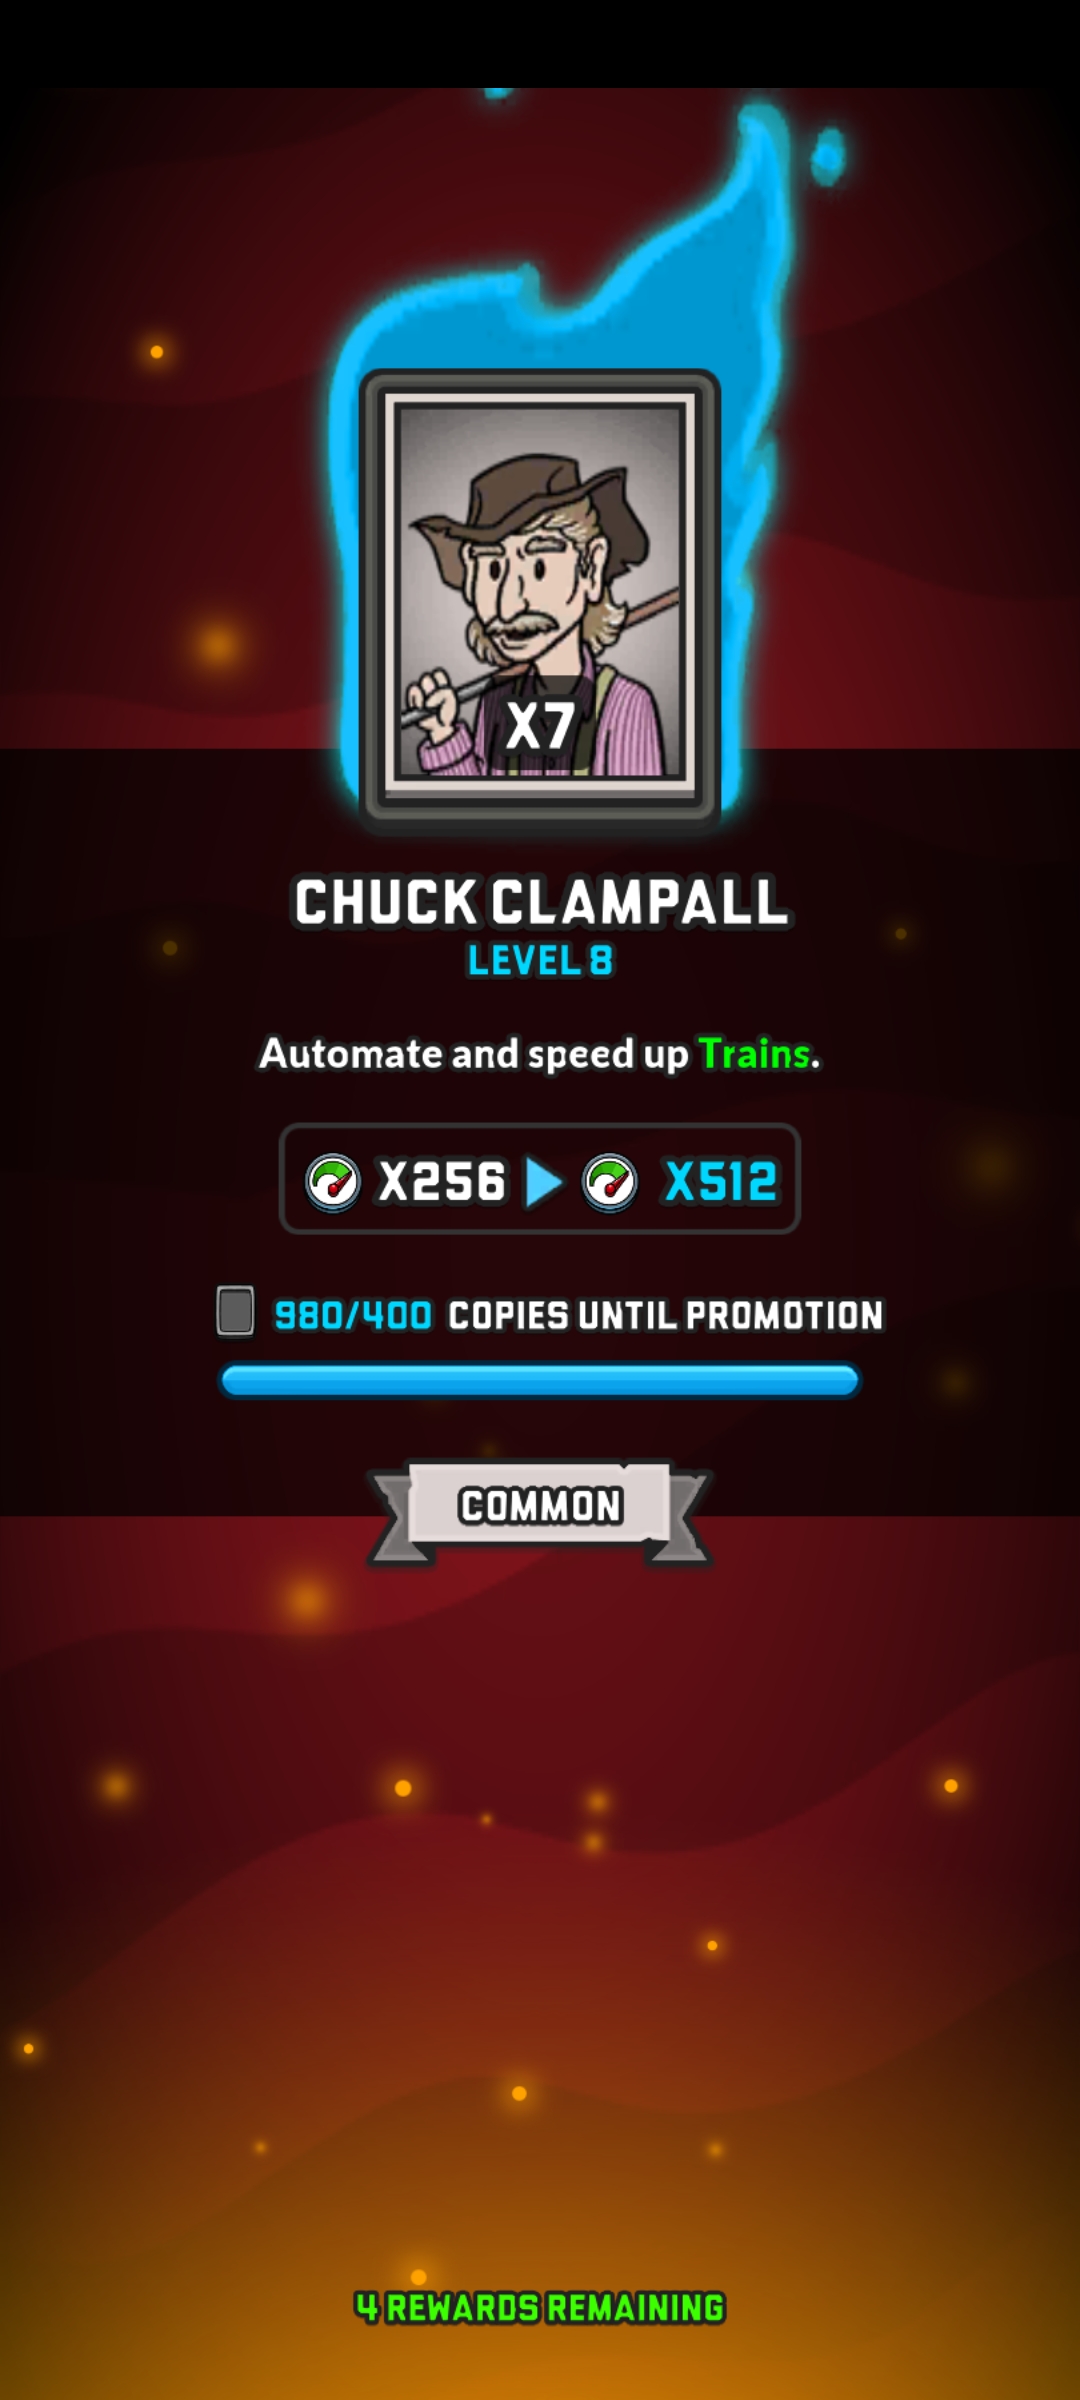 X7
CHUCK CLAMPALL
LEVEL 8
Automate and speed up Trains.
X256 X512
980/400 COPIES UNTIL PROMOTION
COMMON
4 REWARDS REMAINING